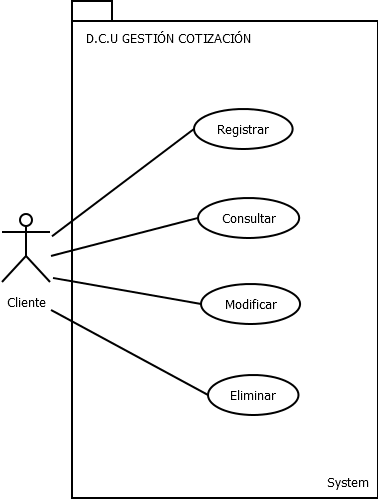 D.C.U GESTIÓN COTIZACIÓN
Registrar
Consultar
Cliente
Modificar
Eliminar
System